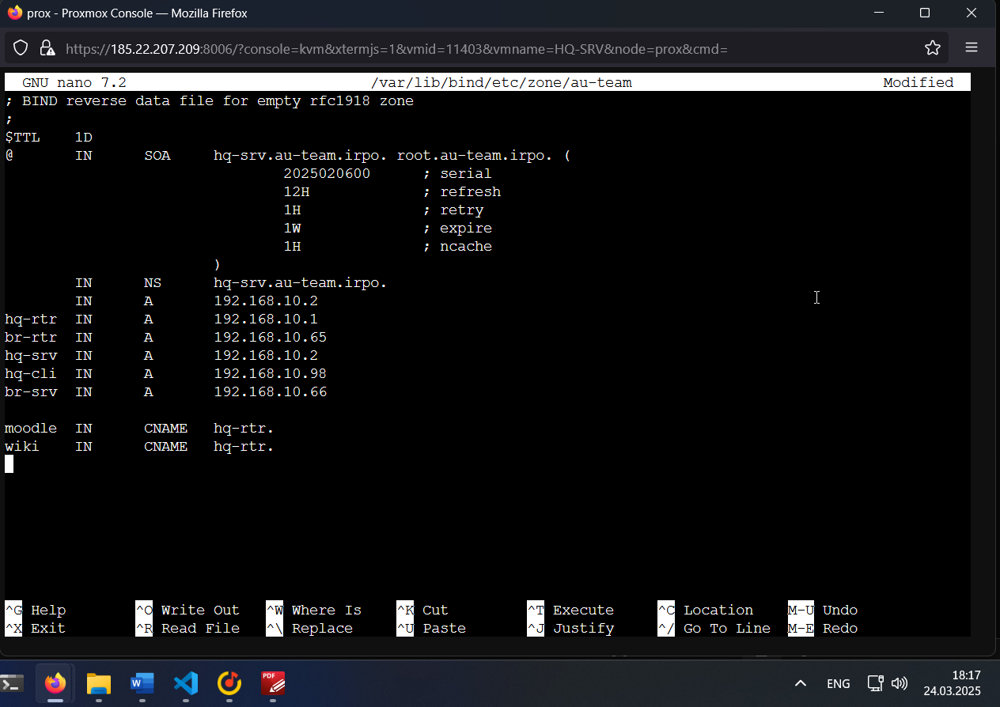 prox - Proxmox Console — Mozilla Firefox
https://185.22.207.209:8006/?console=kvm&xtermjs=1&vmid=11403&vmname=HQ-SRV&node=prox&cmd=
GNU nano 7.2 /var/lib/bind/etc/zone/au-team Modified
; BIND reverse data file for empty rfc1918 zone
;
$TTL 1D
@ IN SOA hq-srv.au-team.irpo. root.au-team.irpo. (
2025020600 ; serial
12H ; refresh
1H ; retry
1W ; expire
1H ; ncache
)
IN NS hq-srv.au-team.irpo.
IN A 192.168.10.2
hq-rtr IN A 192.168.10.1
br-rtr IN A 192.168.10.65
hq-srv IN A 192.168.10.2
hq-cli IN A 192.168.10.98
br-srv IN A 192.168.10.66
moodle IN CNAME hq-rtr.
wiki IN CNAME hq-rtr.
^G Help ^O Write Out ^W Where Is ^K Cut ^T Execute ^C Location M-U Undo
^X Exit ^R Read File ^\ Replace ^U Paste ^J Justify ^/ Go To Line M-E Redo
PDF
ENG
18:17
24.03.2025